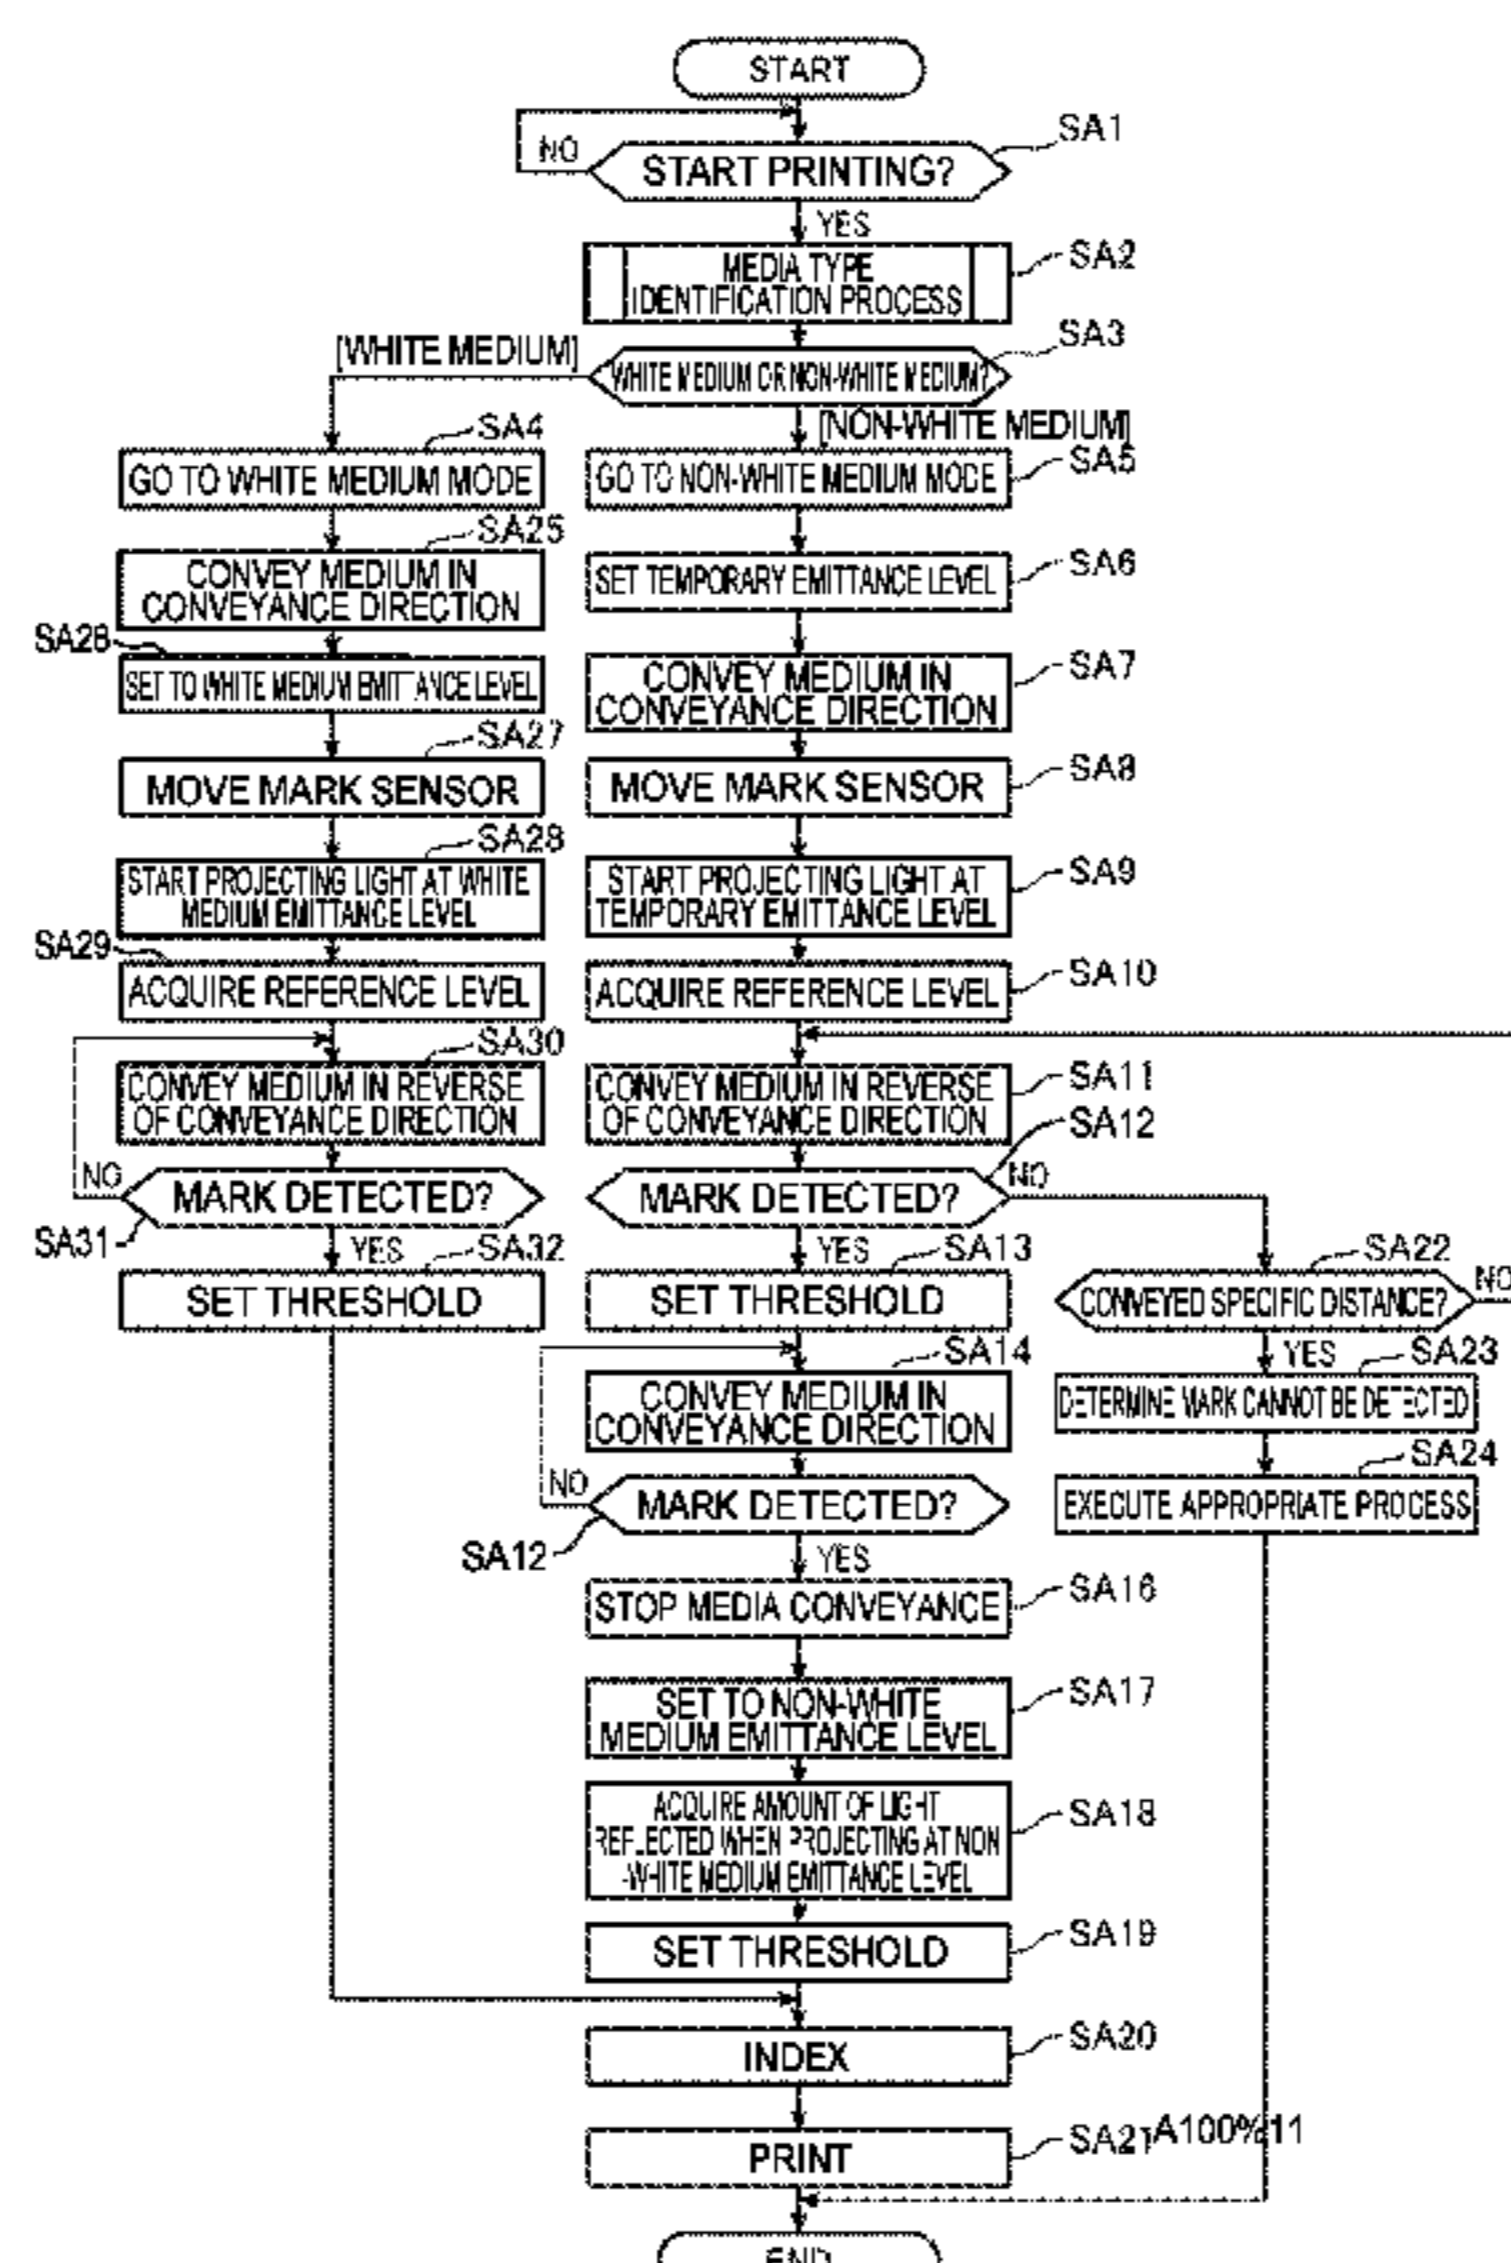 START
SA1
NO
START PRINTING?
YES
SA2
MEDIA TYPE
IDENTIFICATION PROCESS
SA3
[WHITE MEDIUM]
WHITE MEDIUM OR NON-WHITE MEDIUM?
[NON-WHITE MEDIUM]
SA4
GO TO WHITE MEDIUM MODE
SA25
CONVEY MEDIUM IN
CONVEYANCE DIRECTION
SA26
SET TO WHITE MEDIUM EMITTANCE LEVEL
SA27
MOVE MARK SENSOR
SA28
START PROJECTING LIGHT AT WHITE
MEDIUM EMITTANCE LEVEL
SA29
ACQUIRE REFERENCE LEVEL
SA30
CONVEY MEDIUM IN REVERSE
OF CONVEYANCE DIRECTION
NO
MARK DETECTED?
SA31
YES
SA32
SET THRESHOLD
SA5
GO TO NON-WHITE MEDIUM MODE
SA6
SET TEMPORARY EMITTANCE LEVEL
SA7
CONVEY MEDIUM IN
CONVEYANCE DIRECTION
SA8
MOVE MARK SENSOR
SA9
START PROJECTING LIGHT AT
TEMPORARY EMITTANCE LEVEL
SA10
ACQUIRE REFERENCE LEVEL
SA11
CONVEY MEDIUM IN REVERSE
OF CONVEYANCE DIRECTION
SA12
NO
MARK DETECTED?
YES
SA13
SET THRESHOLD
SA14
CONVEY MEDIUM IN
CONVEYANCE DIRECTION
NO
MARK DETECTED?
SA12
YES
SA16
STOP MEDIA CONVEYANCE
SA17
SET TO NON-WHITE
MEDIUM EMITTANCE LEVEL
SA18
ACQUIRE AMOUNT OF LIGHT
REFLECTED WHEN PROJECTING AT NON
-WHITE MEDIUM EMITTANCE LEVEL
SA19
SET THRESHOLD
SA22
CONVEYED SPECIFIC DISTANCE?
NO
YES
SA23
DETERMINE MARK CANNOT BE DETECTED
SA24
EXECUTE APPROPRIATE PROCESS
SA20
INDEX
SA21
A100%11
PRINT
END